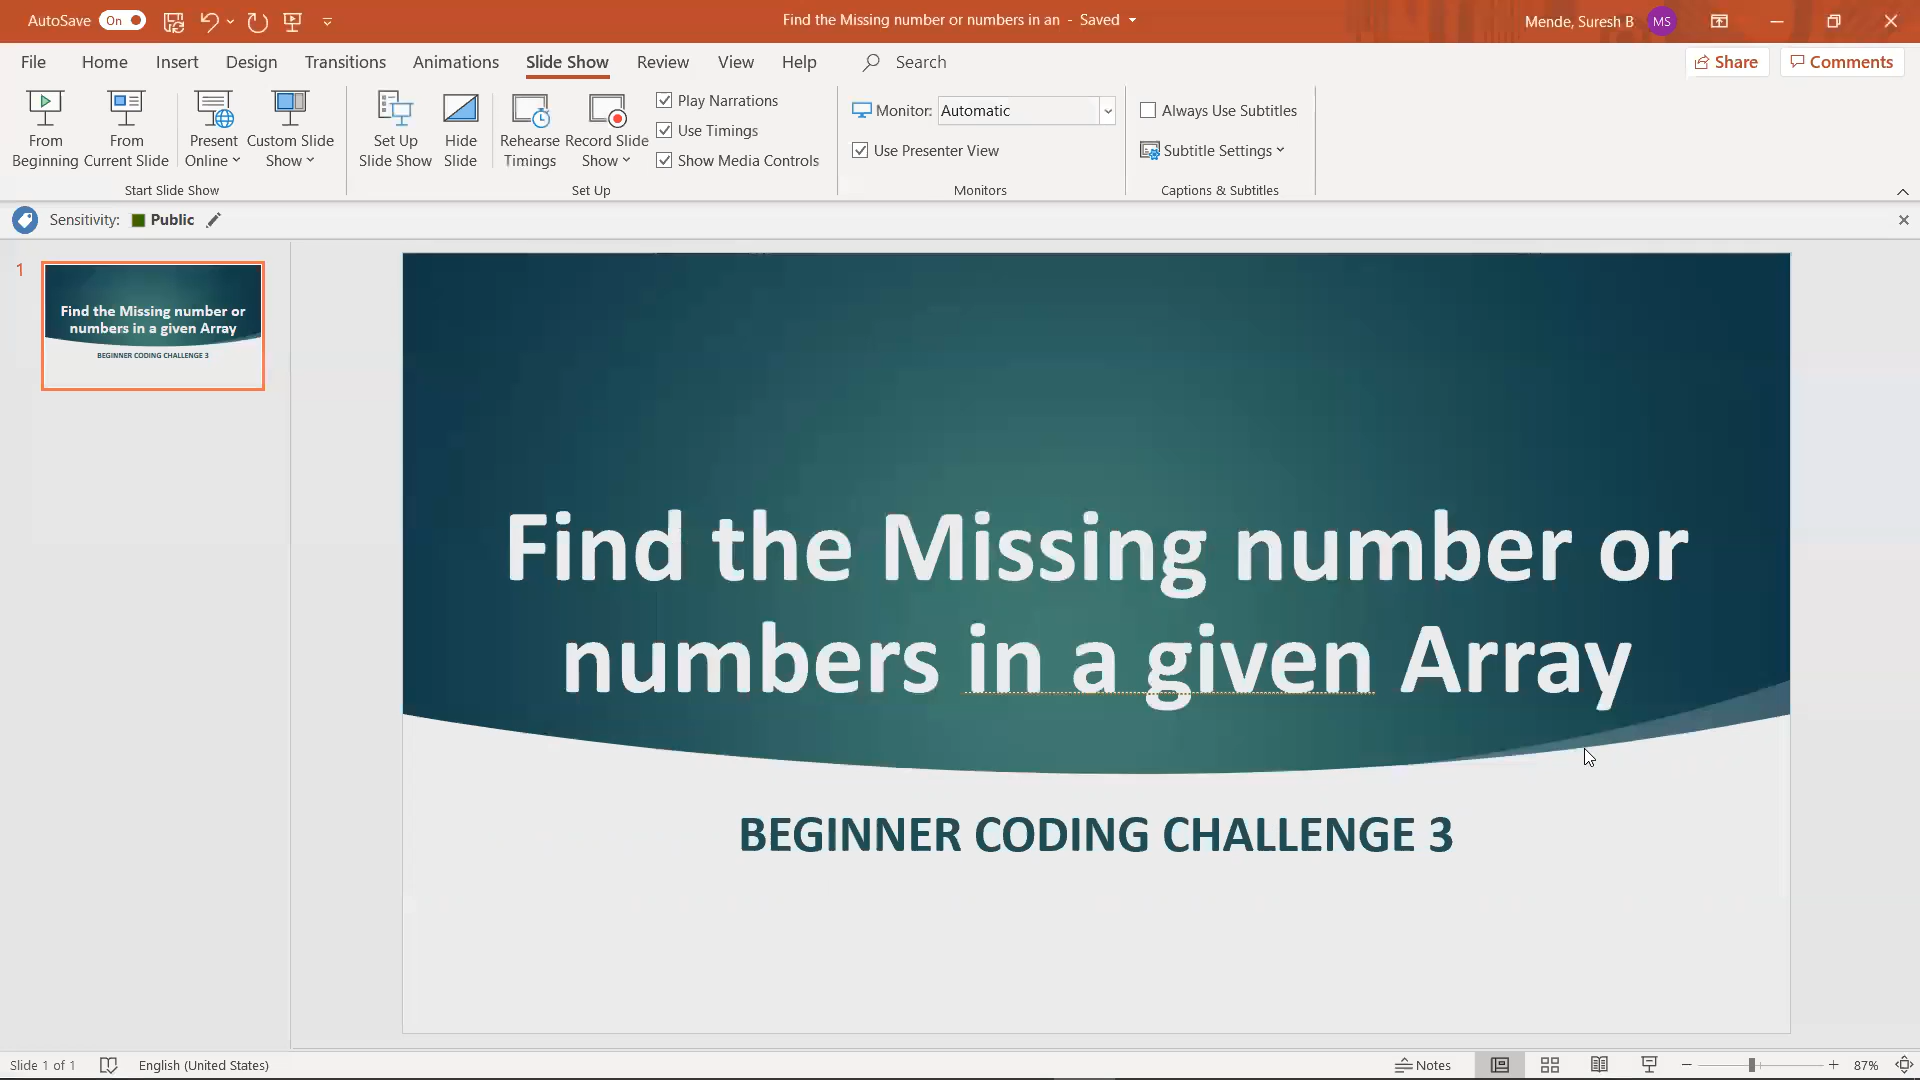 AutoSave On
Find the Missing number or numbers in an - Saved
Mende, Suresh B MS
File Home Insert Design Transitions Animations Slide Show Review View Help Search
Share Comments
From Beginning
From Current Slide
Present Online
Custom Slide Show
Start Slide Show
Set Up Slide Show
Hide Slide
Rehearse Timings
Record Slide Show
Play Narrations
Use Timings
Show Media Controls
Set Up
Monitor: Automatic
Use Presenter View
Monitors
Always Use Subtitles
Subtitle Settings
Captions & Subtitles
Sensitivity: Public
1
Find the Missing number or
numbers in a given Array
BEGINNER CODING CHALLENGE 3
Find the Missing number or
numbers in a given Array
BEGINNER CODING CHALLENGE 3
Slide 1 of 1 English (United States)
Notes 87%